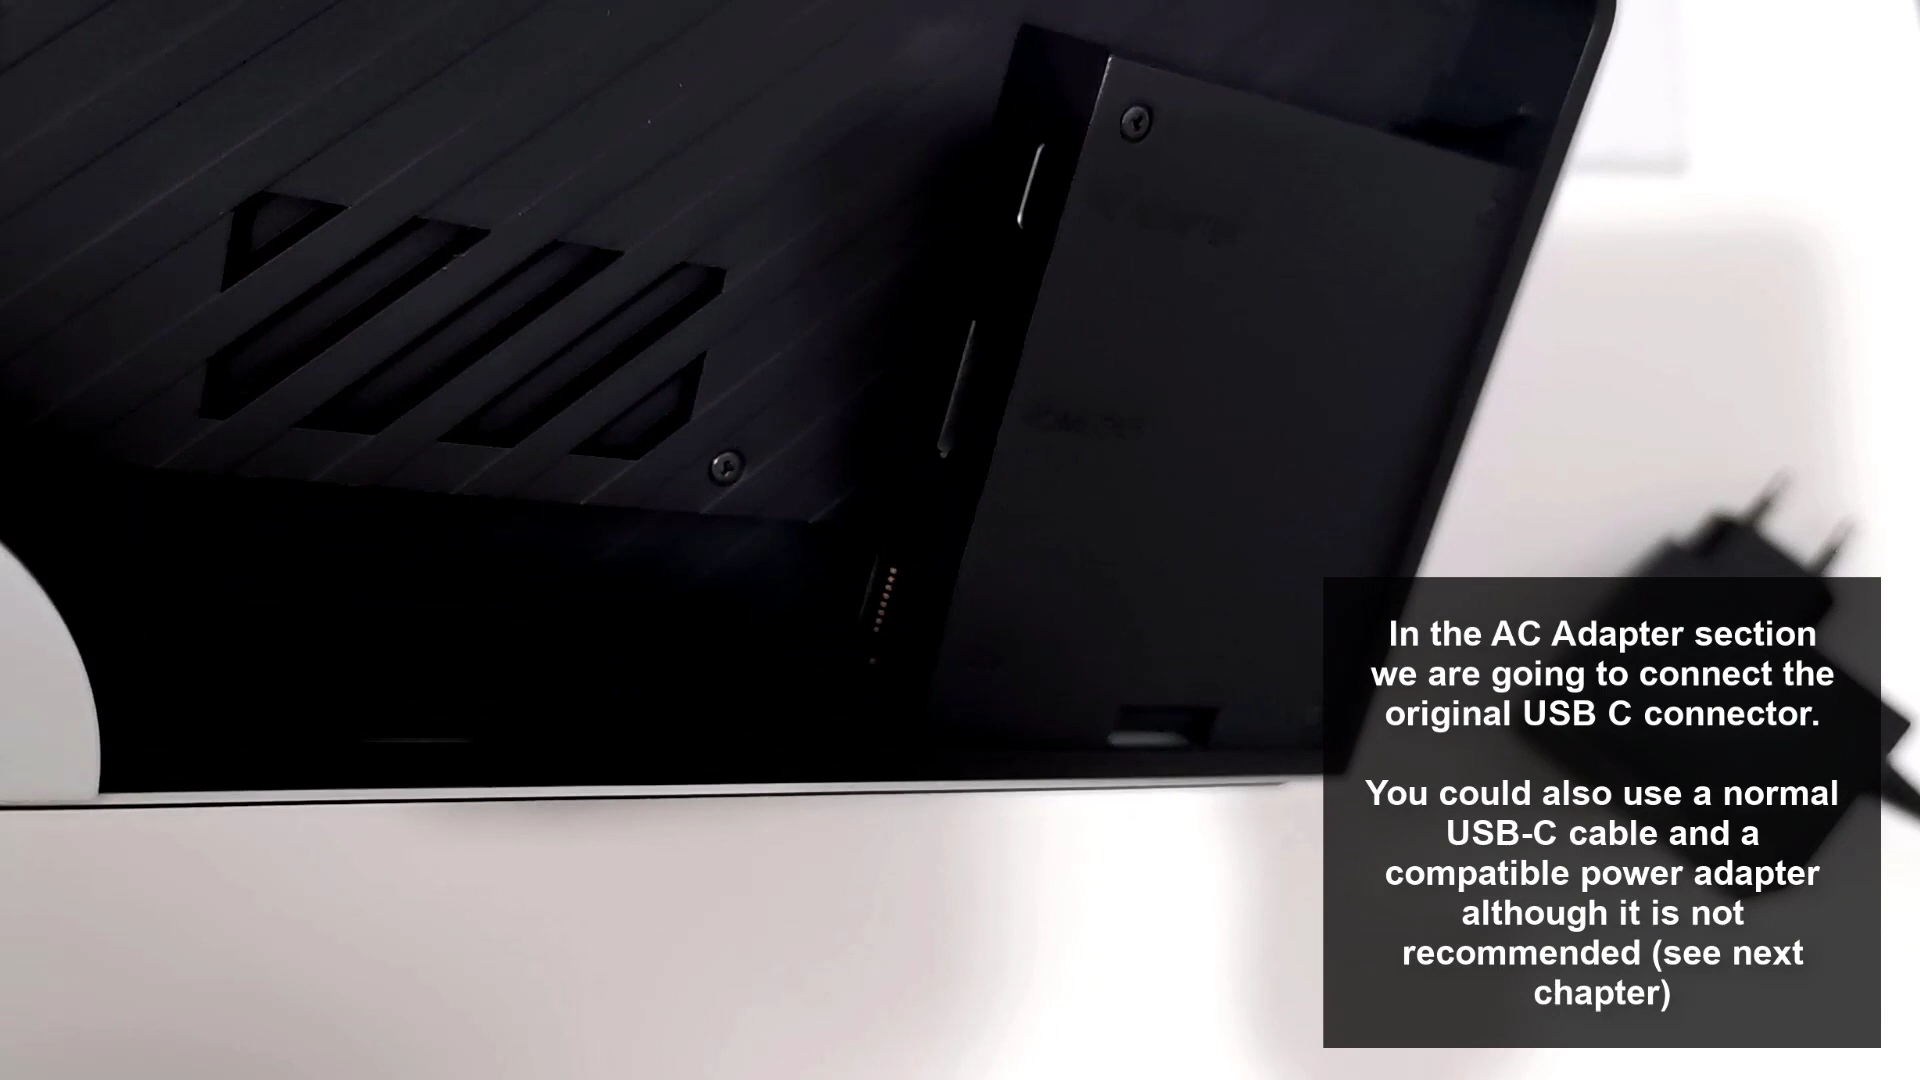 In the AC Adapter section
we are going to connect the
original USB C connector.
You could also use a normal
USB-C cable and a
compatible power adapter
although it is not
recommended (see next
chapter)